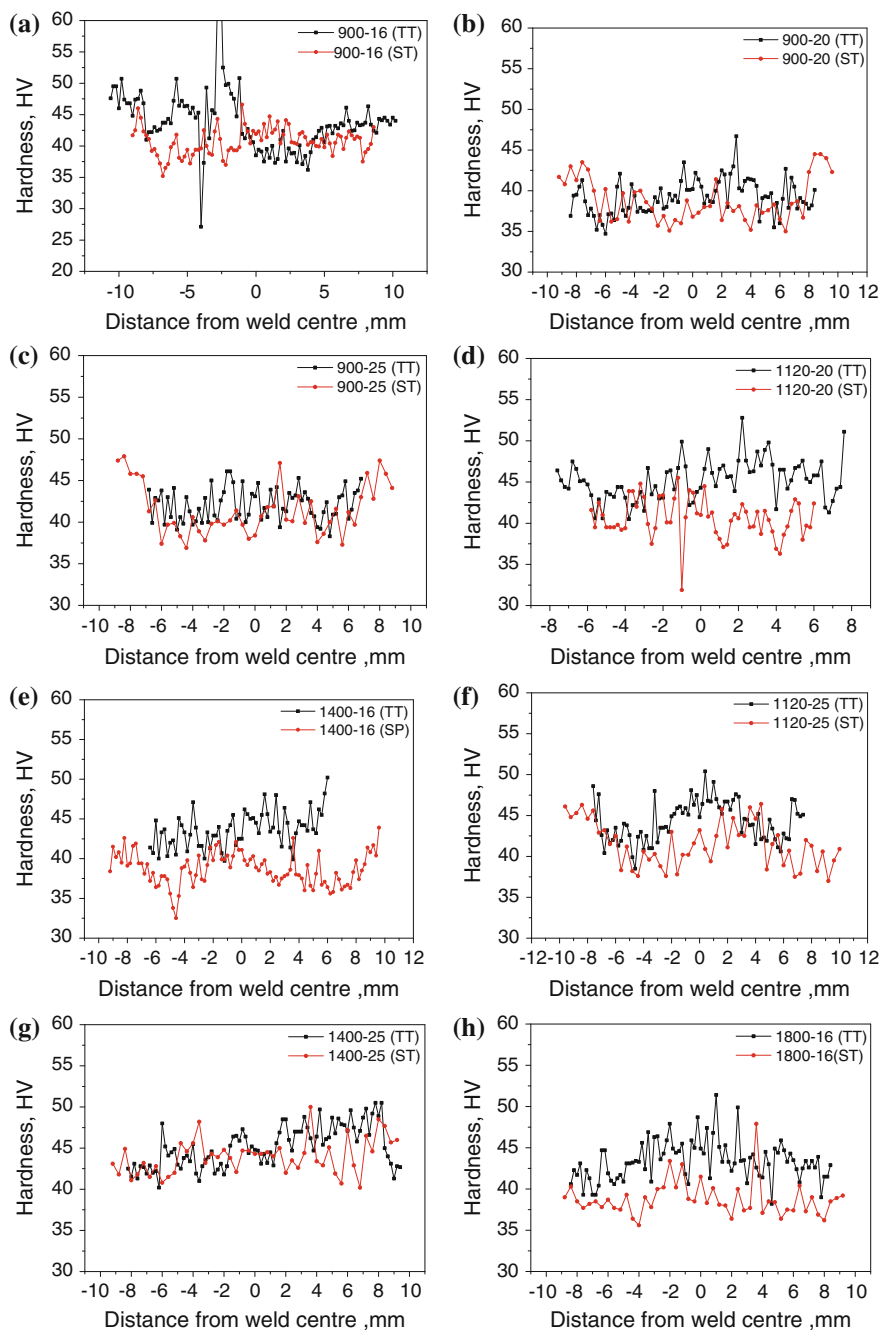 (a)
900-16 (TT)
900-16 (ST)
60
55
50
45
40
35
30
25
20
Hardness, HV
-10 -5 0 5 10
Distance from weld centre ,mm
(b)
900-20 (TT)
900-20 (ST)
60
55
50
45
40
35
30
Hardness, HV
-10 -8 -6 -4 -2 0 2 4 6 8 10 12
Distance from weld centre ,mm
(c)
900-25 (TT)
900-25 (ST)
60
55
50
45
40
35
30
Hardness, HV
-10 -8 -6 -4 -2 0 2 4 6 8 10
Distance from weld centre ,mm
(d)
1120-20 (TT)
1120-20 (ST)
60
55
50
45
40
35
30
Hardness, HV
-8 -6 -4 -2 0 2 4 6 8
Distance from weld centre ,mm
(e)
1400-16 (TT)
1400-16 (SP)
60
55
50
45
40
35
30
Hardness, HV
-10 -8 -6 -4 -2 0 2 4 6 8 10
Distance from weld centre ,mm
(f)
1120-25 (TT)
1120-25 (ST)
60
55
50
45
40
35
30
Hardness, HV
-12 -10 -8 -6 -4 -2 0 2 4 6 8 10 12
Distance from weld centre ,mm
(g)
1400-25 (TT)
1400-25 (ST)
60
55
50
45
40
35
30
Hardness, HV
-10 -8 -6 -4 -2 0 2 4 6 8 10
Distance from weld centre ,mm
(h)
1800-16 (TT)
1800-16(ST)
60
55
50
45
40
35
30
Hardness, HV
-10 -8 -6 -4 -2 0 2 4 6 8 10
Distance from weld centre ,mm